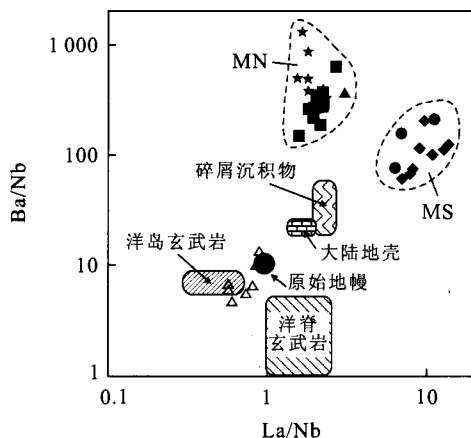 1 000
MN
Ba/Nb
100
MS
碎屑沉积物
洋岛玄武岩
大陆地壳
10
原始地幔
洋脊
玄武岩
1
0.1
1
10
La/Nb